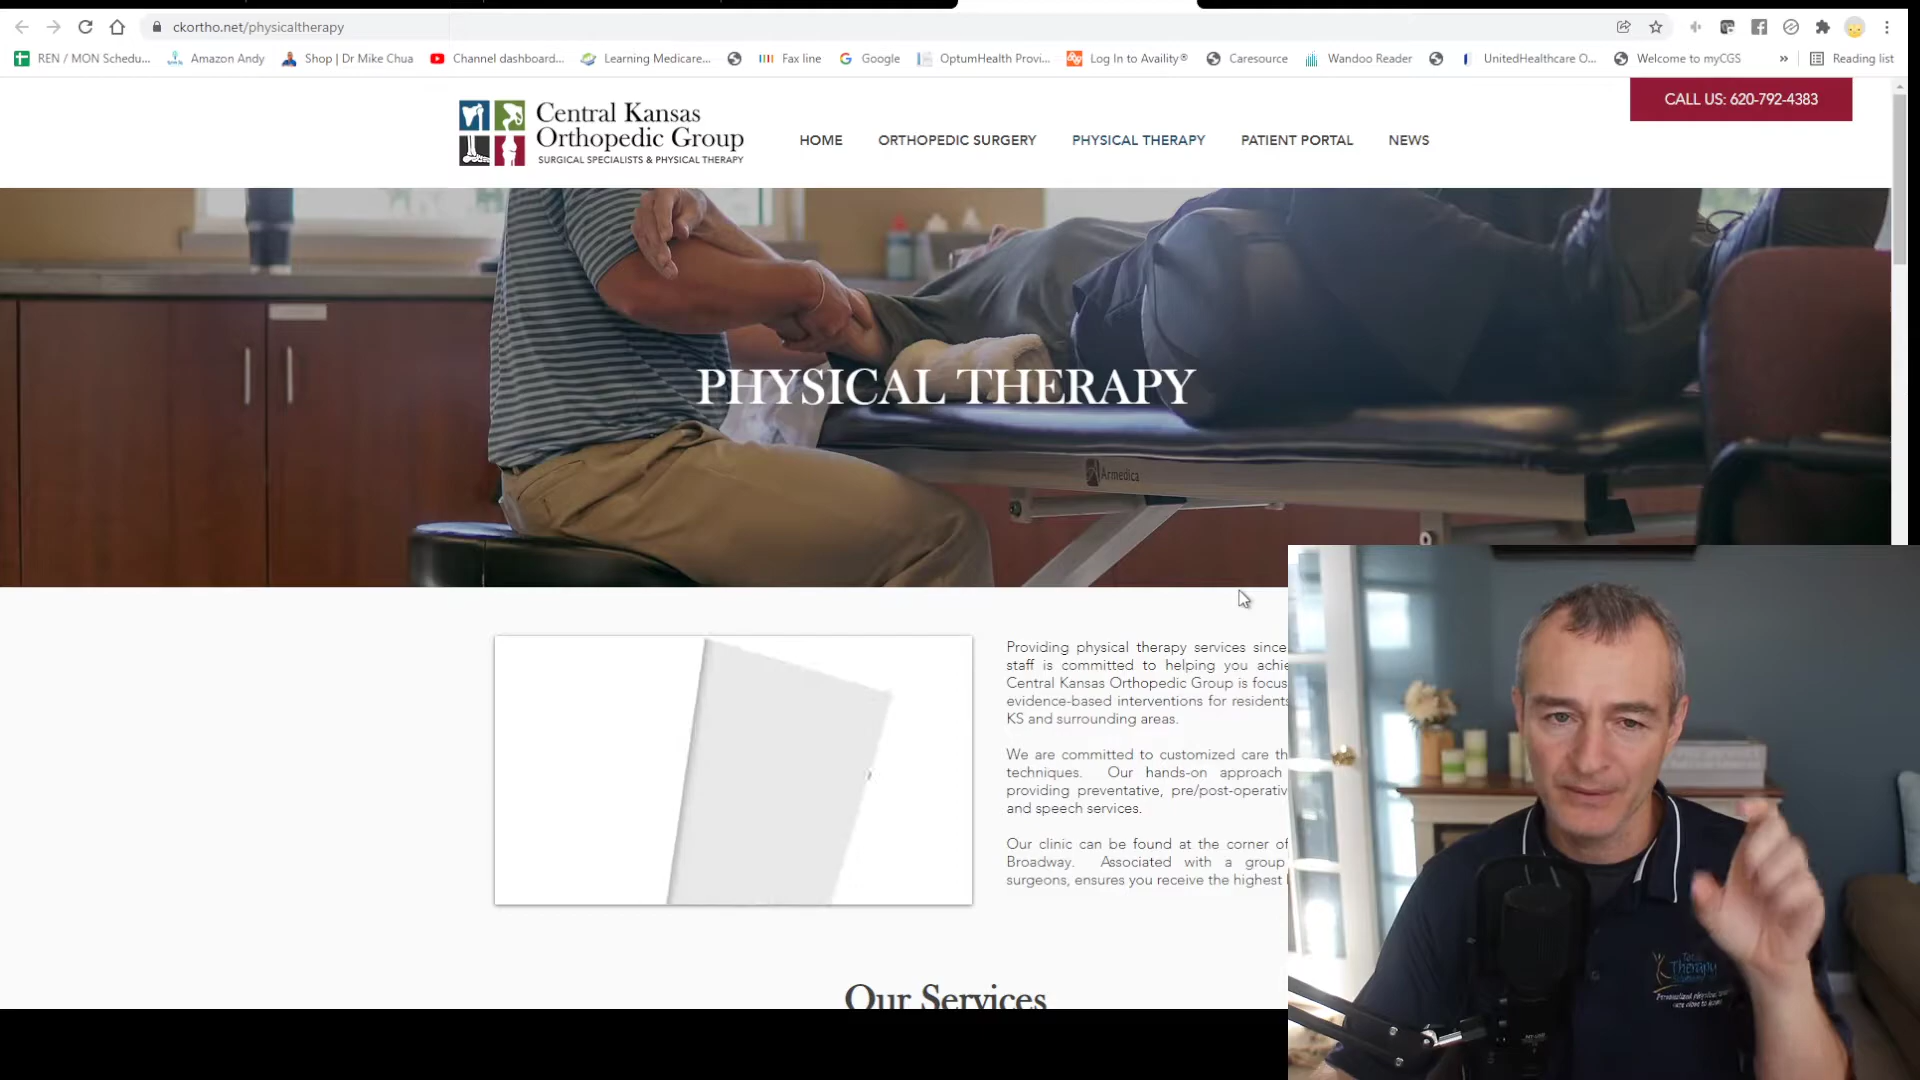 ckortho.net/physicaltherapy
REN / MON Schedu... Amazon Andy Shop | Dr Mike Chua Channel dashboard... Learning Medicare... Fax line Google OptumHealth Provi... Log In to Availity® Caresource Wandoo Reader UnitedHealthcare O... Welcome to myCGS » Reading list
CALL US: 620-792-4383
Central Kansas
Orthopedic Group
SURGICAL SPECIALISTS & PHYSICAL THERAPY
HOME ORTHOPEDIC SURGERY PHYSICAL THERAPY PATIENT PORTAL NEWS
PHYSICAL THERAPY
Armedica
Providing physical therapy services since
staff is committed to helping you achie
Central Kansas Orthopedic Group is focus
evidence-based interventions for residents
KS and surrounding areas.
We are committed to customized care th
techniques. Our hands-on approach
providing preventative, pre/post-operativ
and speech services.
Our clinic can be found at the corner of
Broadway. Associated with a group
surgeons, ensures you receive the highest
Our Services
Therapy